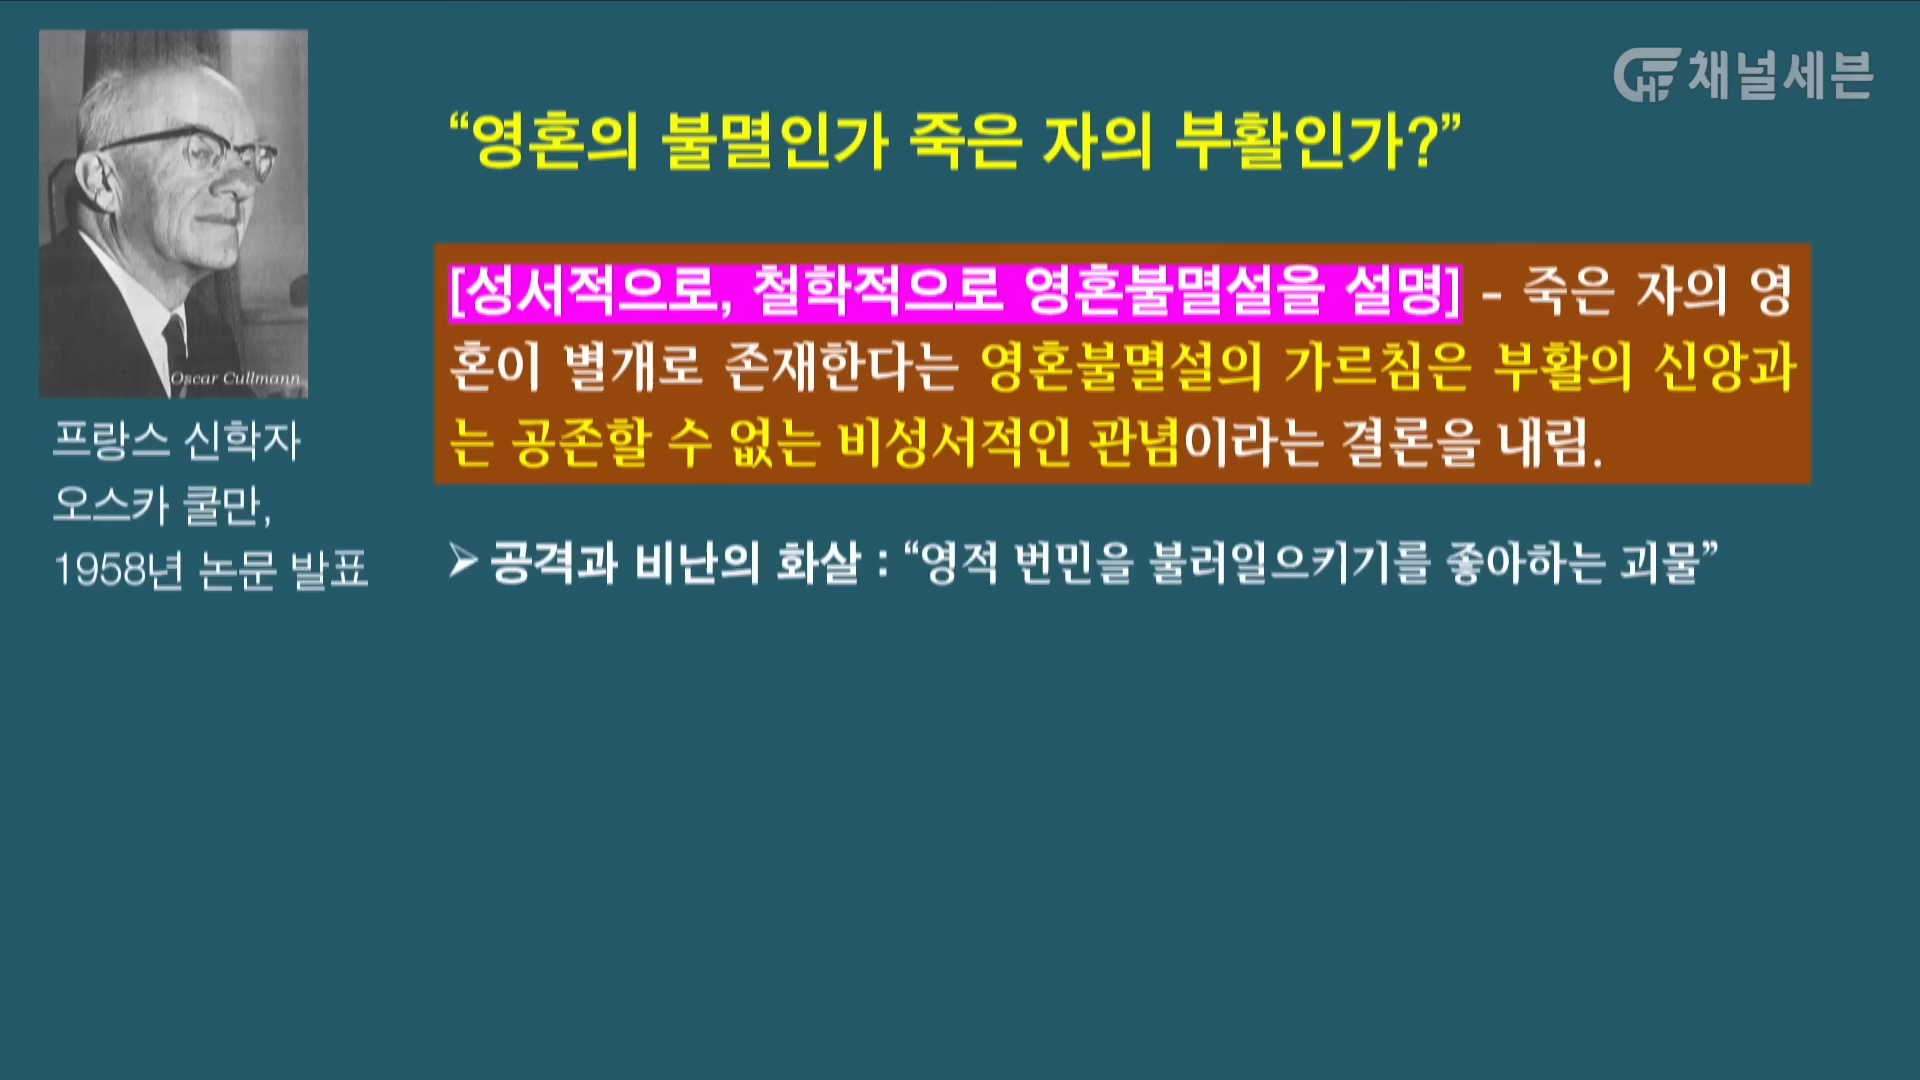 채널세븐
“영혼의 불멸인가 죽은 자의 부활인가?”
[성서적으로, 철학적으로 영혼불멸설을 설명] - 죽은 자의 영
혼이 별개로 존재한다는 영혼불멸설의 가르침은 부활의 신앙과
는 공존할 수 없는 비성서적인 관념이라는 결론을 내림.
Oscar Cullmann
프랑스 신학자
오스카 쿨만,
1958년 논문 발표
➢ 공격과 비난의 화살 : “영적 번민을 불러일으키기를 좋아하는 괴물”